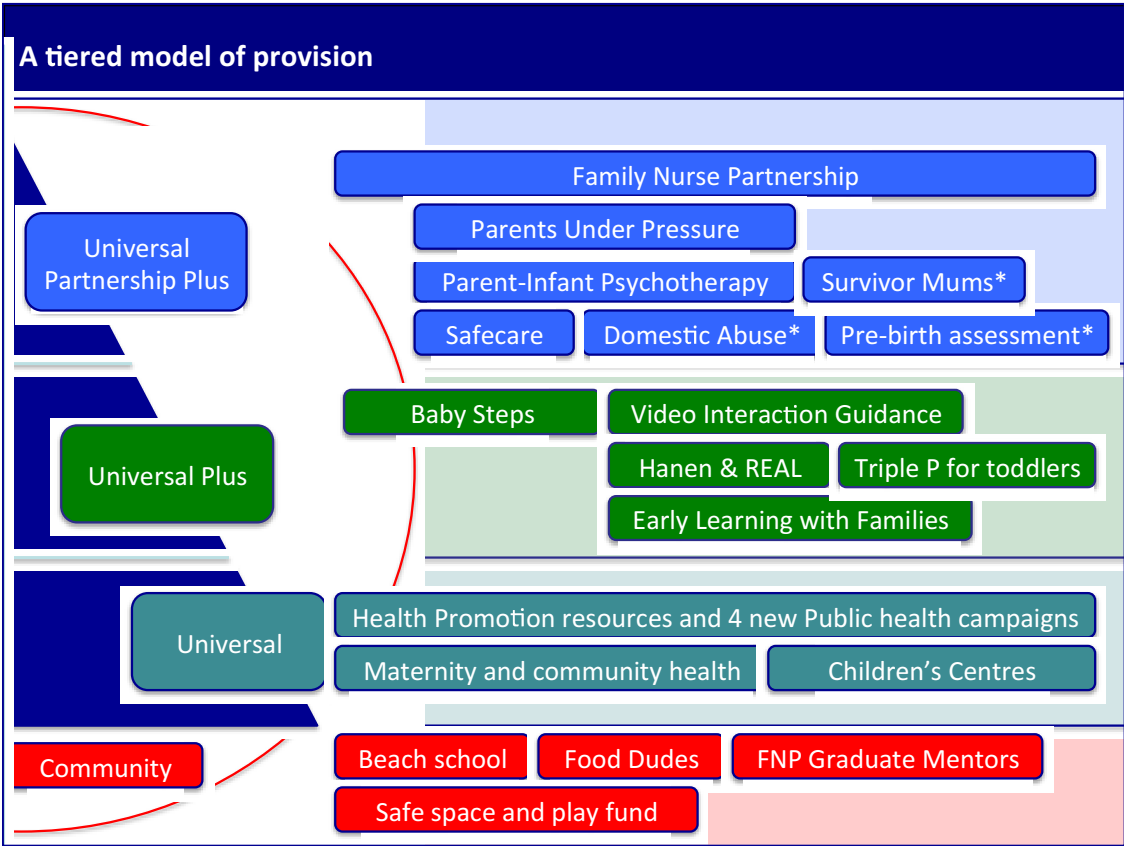 A tiered model of provision
Family Nurse Partnership
Universal
Partnership Plus
Parents Under Pressure
Parent-Infant Psychotherapy
Survivor Mums*
Safecare
Domestic Abuse*
Pre-birth assessment*
Universal Plus
Baby Steps
Video Interaction Guidance
Hanen & REAL
Triple P for toddlers
Early Learning with Families
Universal
Health Promotion resources and 4 new Public health campaigns
Maternity and community health
Children’s Centres
Community
Beach school
Food Dudes
FNP Graduate Mentors
Safe space and play fund